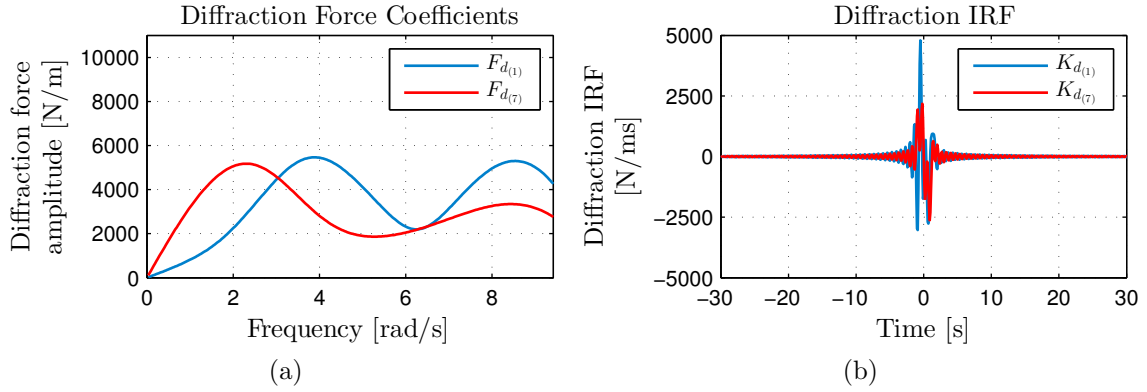 Diffraction Force Coefficients
Diffraction force
amplitude [N/m]
10000
8000
6000
4000
2000
0
F_{d_{(1)}}
F_{d_{(7)}}
0 2 4 6 8
Frequency [rad/s]
(a)
Diffraction IRF
Diffraction IRF
[N/ms]
5000
2500
0
−2500
−5000
K_{d_{(1)}}
K_{d_{(7)}}
−30 −20 −10 0 10 20 30
Time [s]
(b)